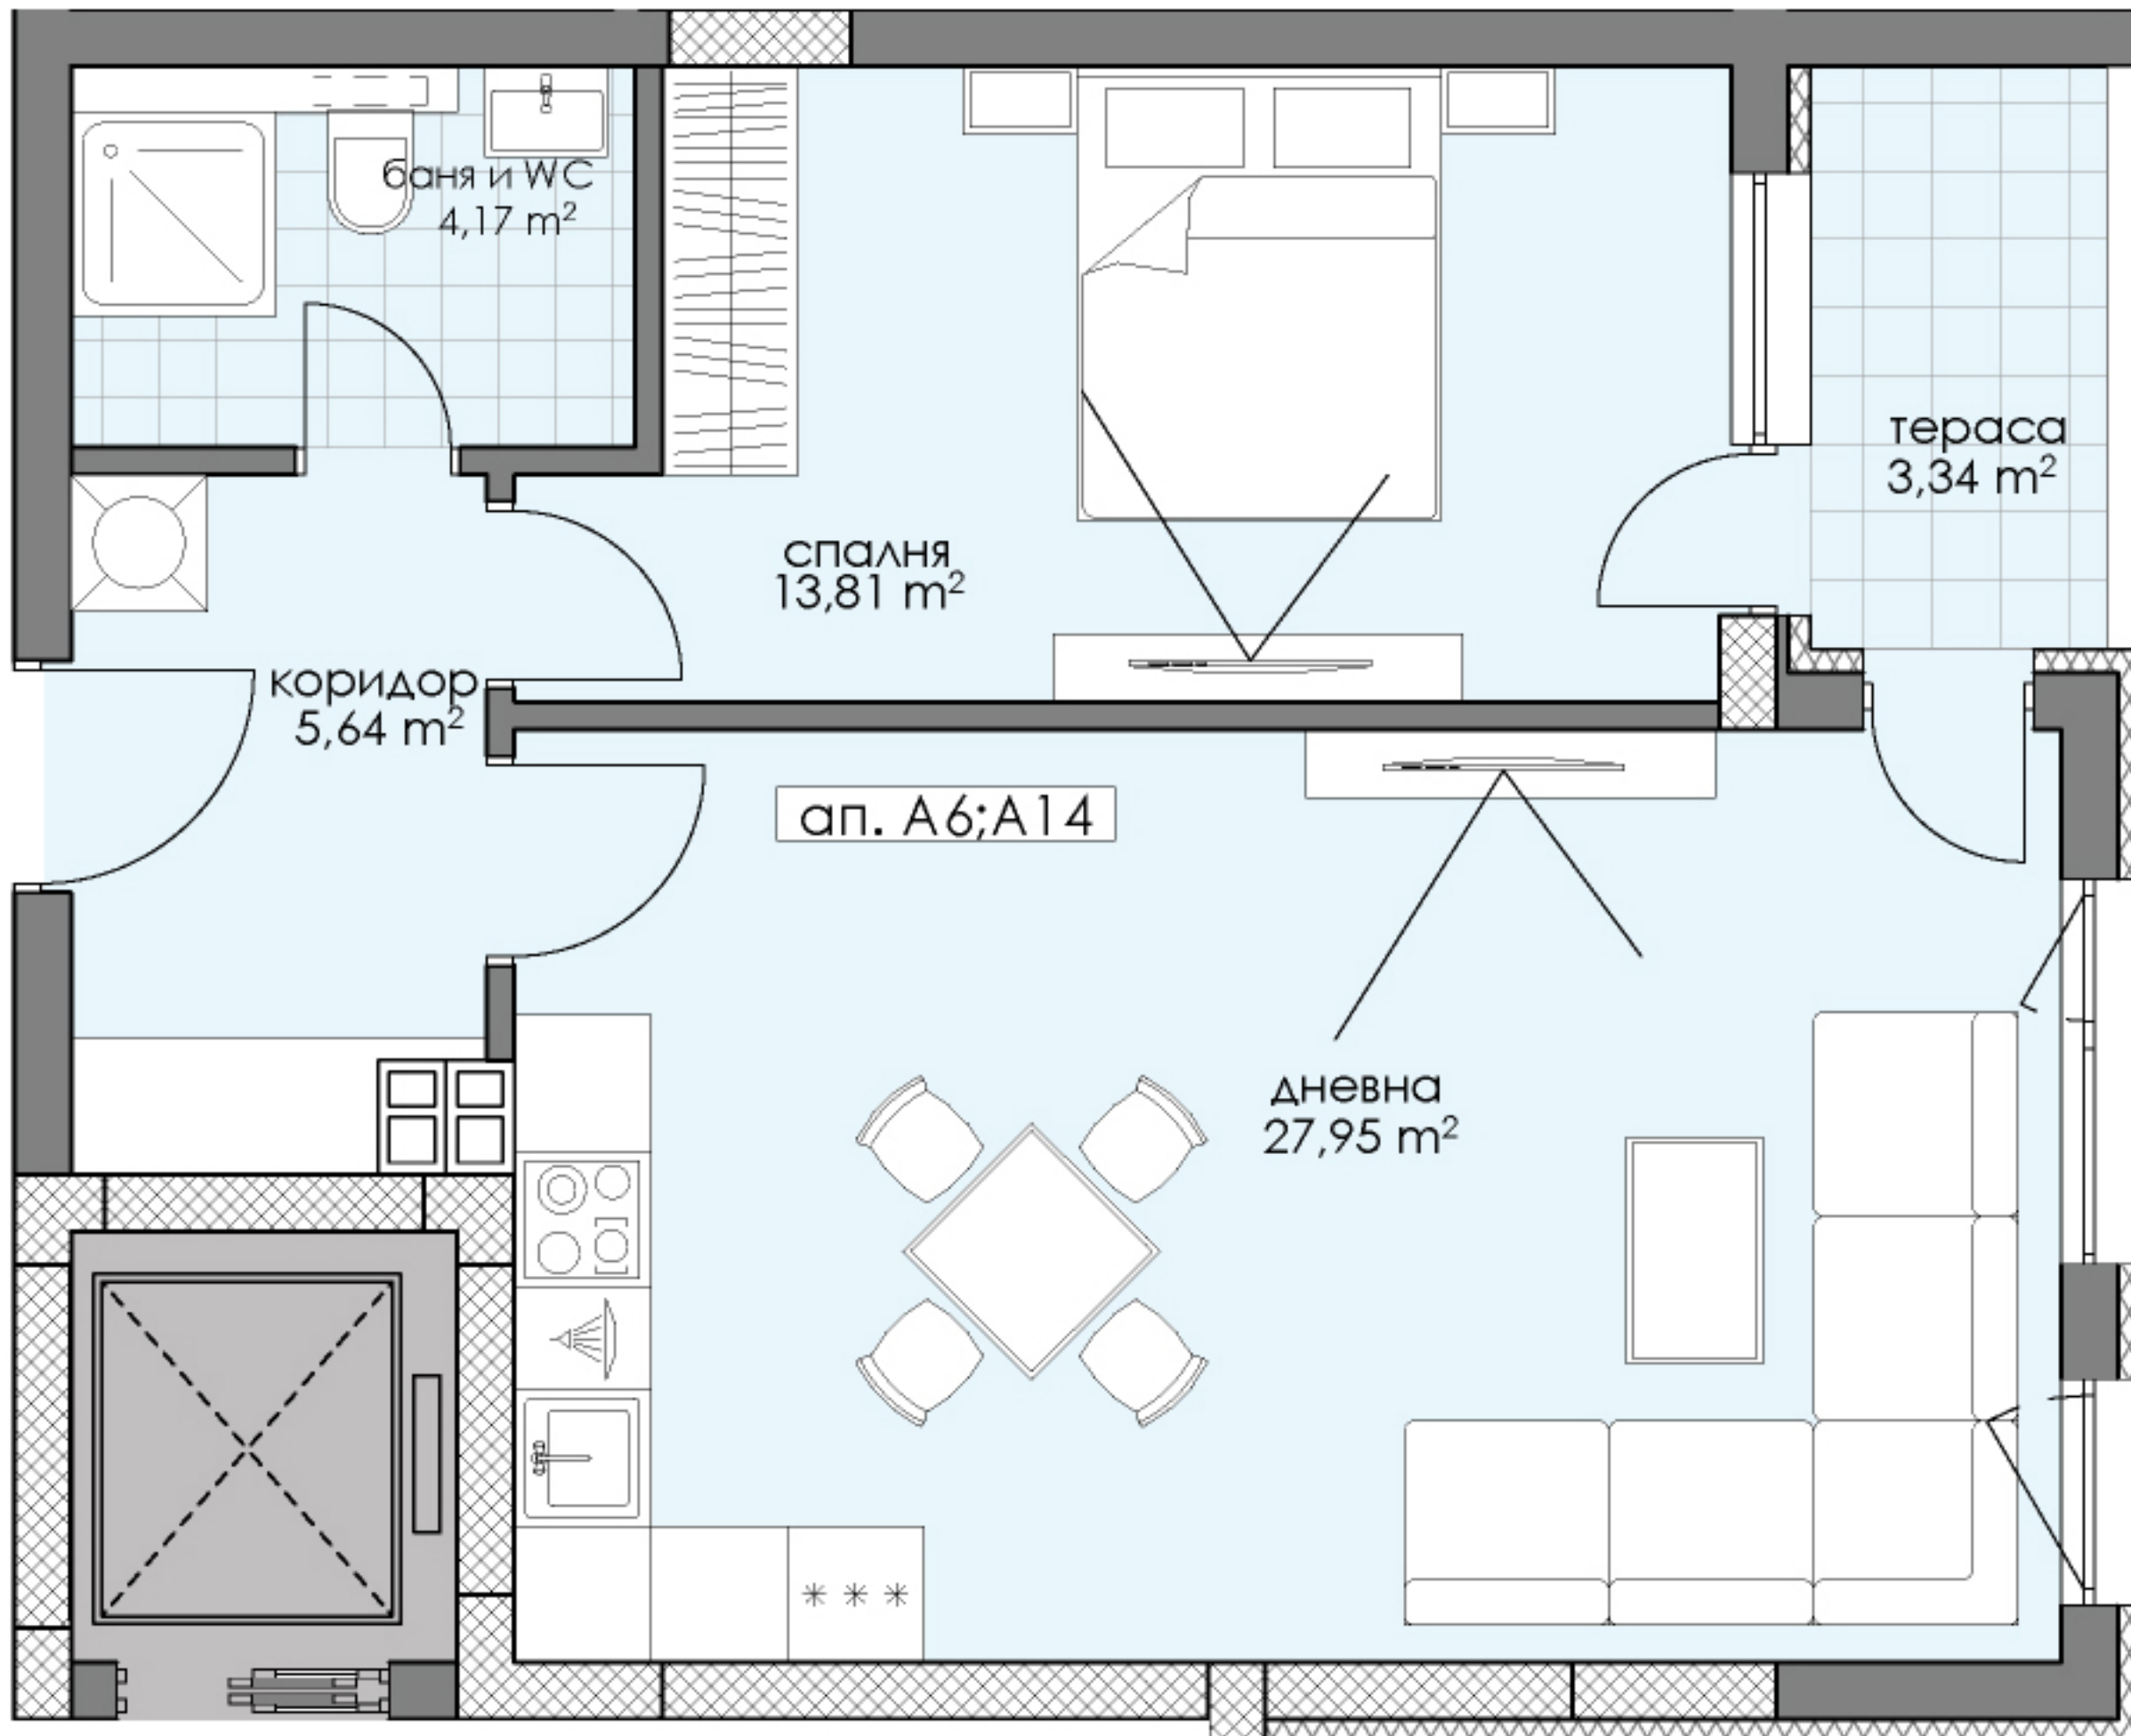 баня и WC
4,17 m²
тераса
3,34 m²
спалня
13,81 m²
коридор
5,64 m²
ап. А6;А14
дневна
27,95 m²